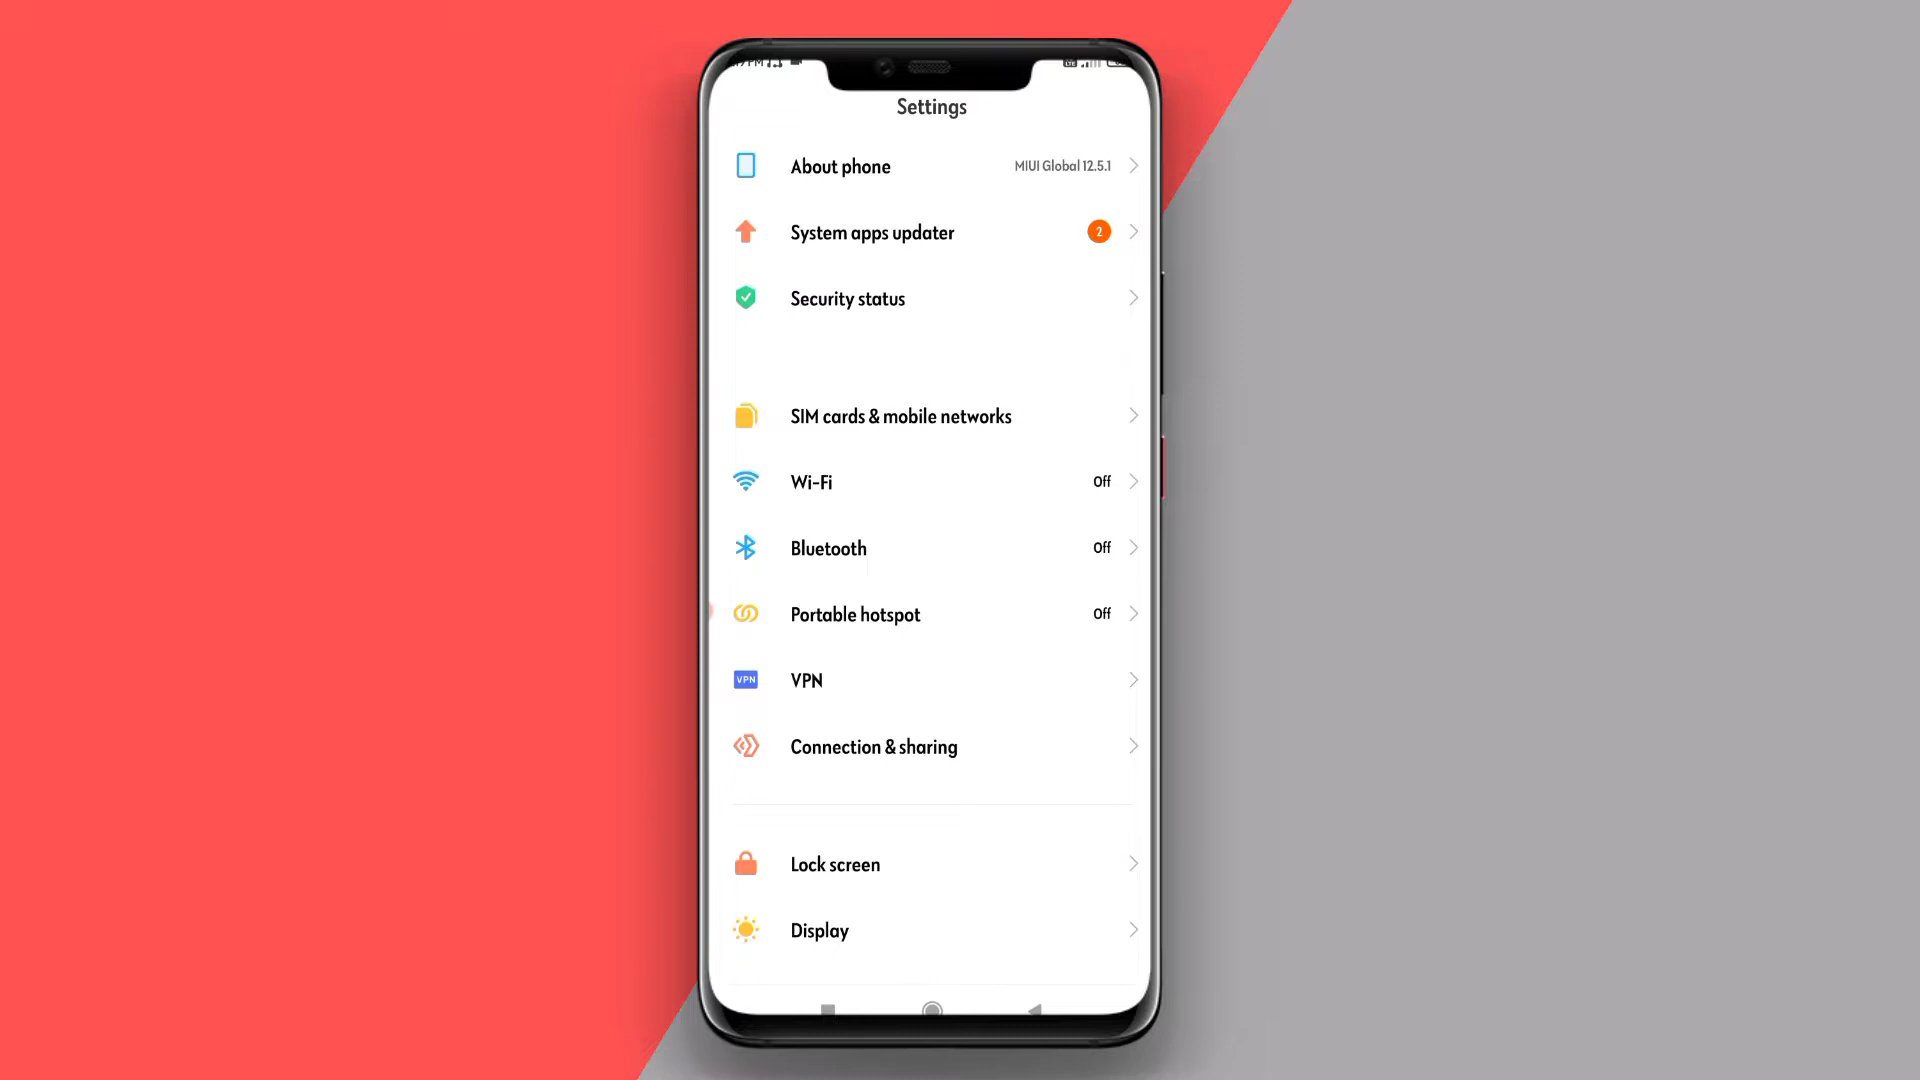 Settings
About phone MIUI Global 12.5.1
System apps updater 2
Security status
SIM cards & mobile networks
Wi-Fi Off
Bluetooth Off
Portable hotspot Off
VPN VPN
Connection & sharing
Lock screen
Display